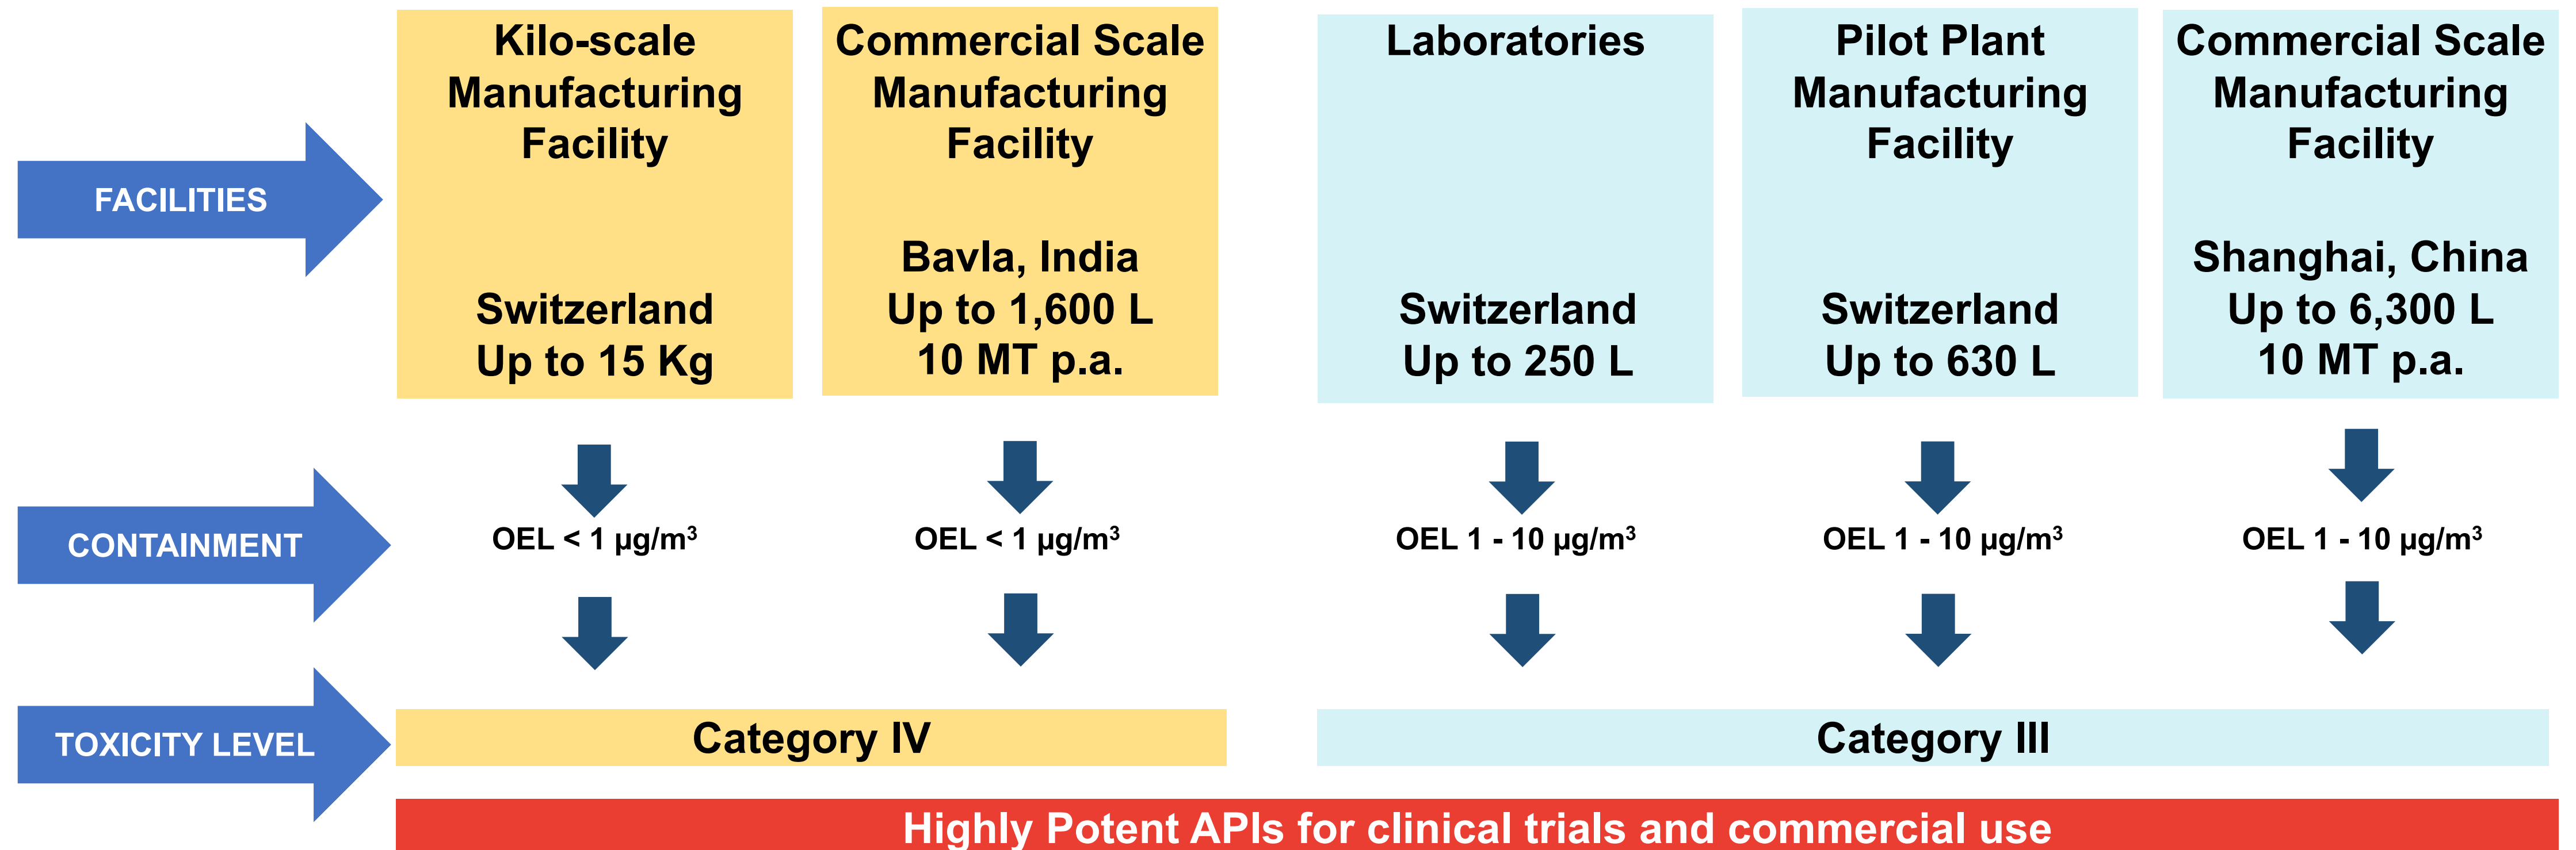 FACILITIES
Kilo-scale
Manufacturing
Facility
Switzerland
Up to 15 Kg
Commercial Scale
Manufacturing
Facility
Bavla, India
Up to 1,600 L
10 MT p.a.
Laboratories
Switzerland
Up to 250 L
Pilot Plant
Manufacturing
Facility
Switzerland
Up to 630 L
Commercial Scale
Manufacturing
Facility
Shanghai, China
Up to 6,300 L
10 MT p.a.
CONTAINMENT
OEL < 1 µg/m³
OEL < 1 µg/m³
OEL 1 - 10 µg/m³
OEL 1 - 10 µg/m³
OEL 1 - 10 µg/m³
TOXICITY LEVEL
Category IV
Category III
Highly Potent APIs for clinical trials and commercial use